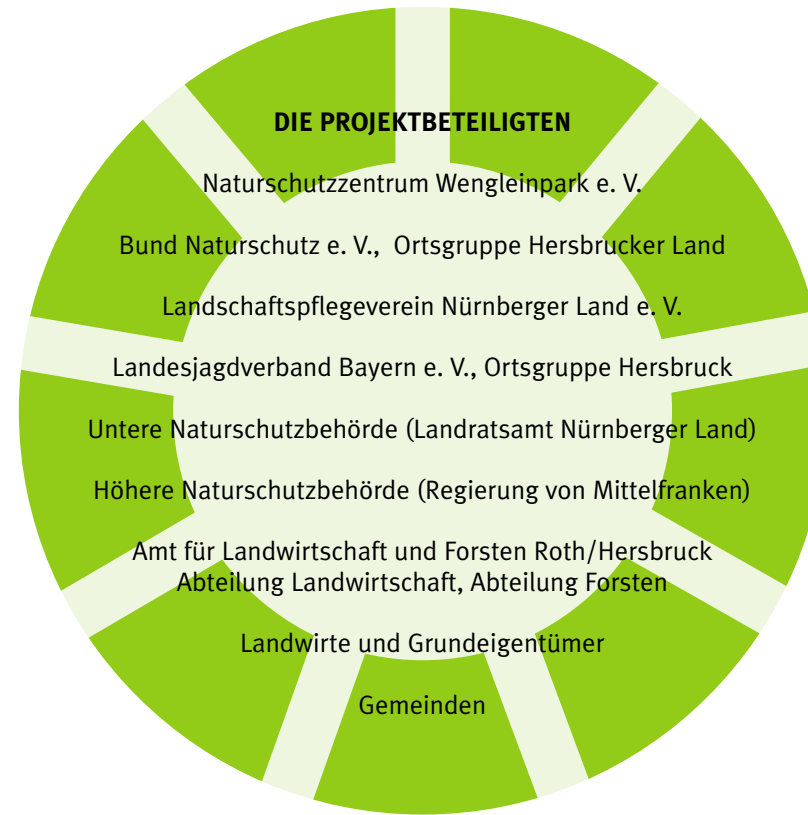 DIE PROJEKTBETEILIGTEN
Naturschutzzentrum Wengleinpark e. V.
Bund Naturschutz e. V., Ortsgruppe Hersbrucker Land
Landschaftspflegeverein Nürnberger Land e. V.
Landesjagdverband Bayern e. V., Ortsgruppe Hersbruck
Untere Naturschutzbehörde (Landratsamt Nürnberger Land)
Höhere Naturschutzbehörde (Regierung von Mittelfranken)
Amt für Landwirtschaft und Forsten Roth/Hersbruck
Abteilung Landwirtschaft, Abteilung Forsten
Landwirte und Grundeigentümer
Gemeinden